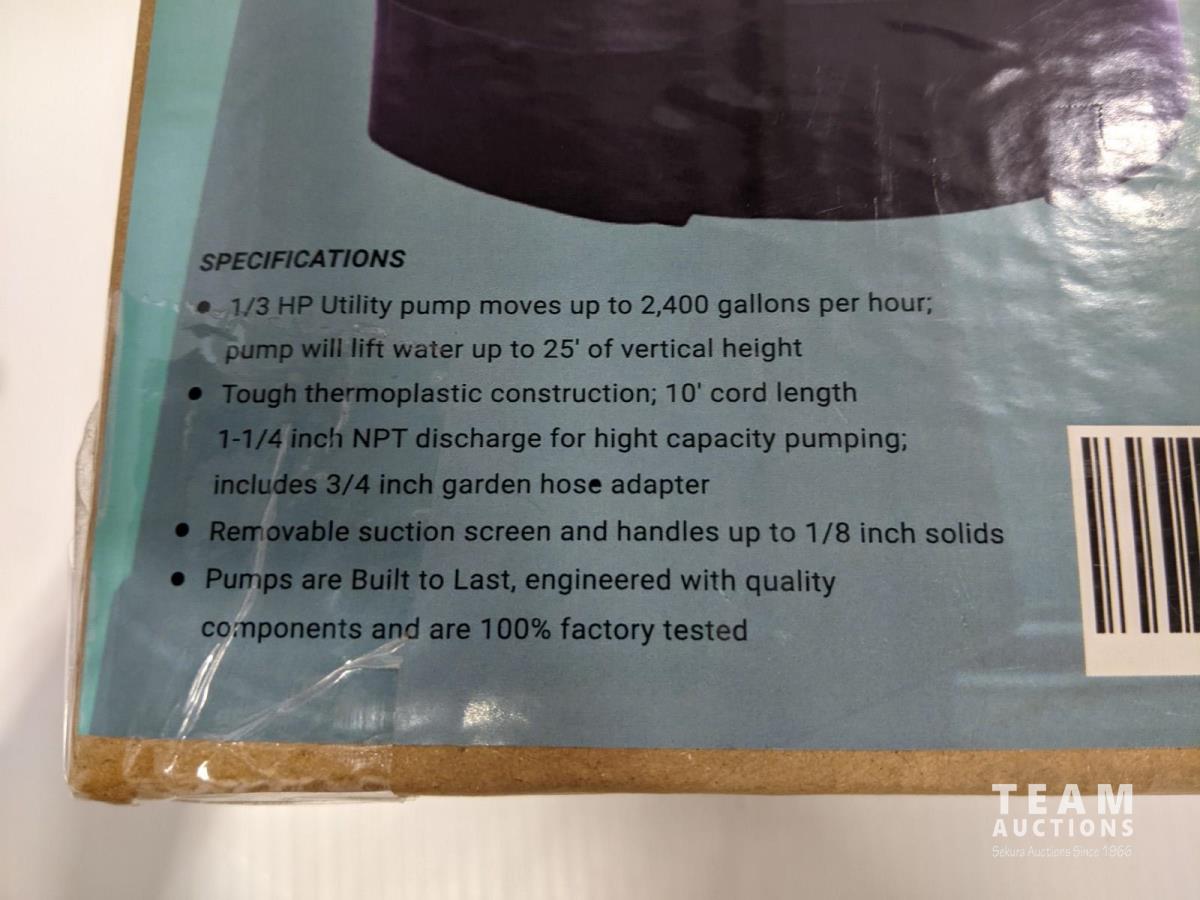 SPECIFICATIONS
• 1/3 HP Utility pump moves up to 2,400 gallons per hour;
pump will lift water up to 25' of vertical height
• Tough thermoplastic construction; 10' cord length
1-1/4 inch NPT discharge for hight capacity pumping;
includes 3/4 inch garden hose adapter
• Removable suction screen and handles up to 1/8 inch solids
• Pumps are Built to Last, engineered with quality
components and are 100% factory tested
TEAM
AUCTIONS
Sekura Auctions Since 1966